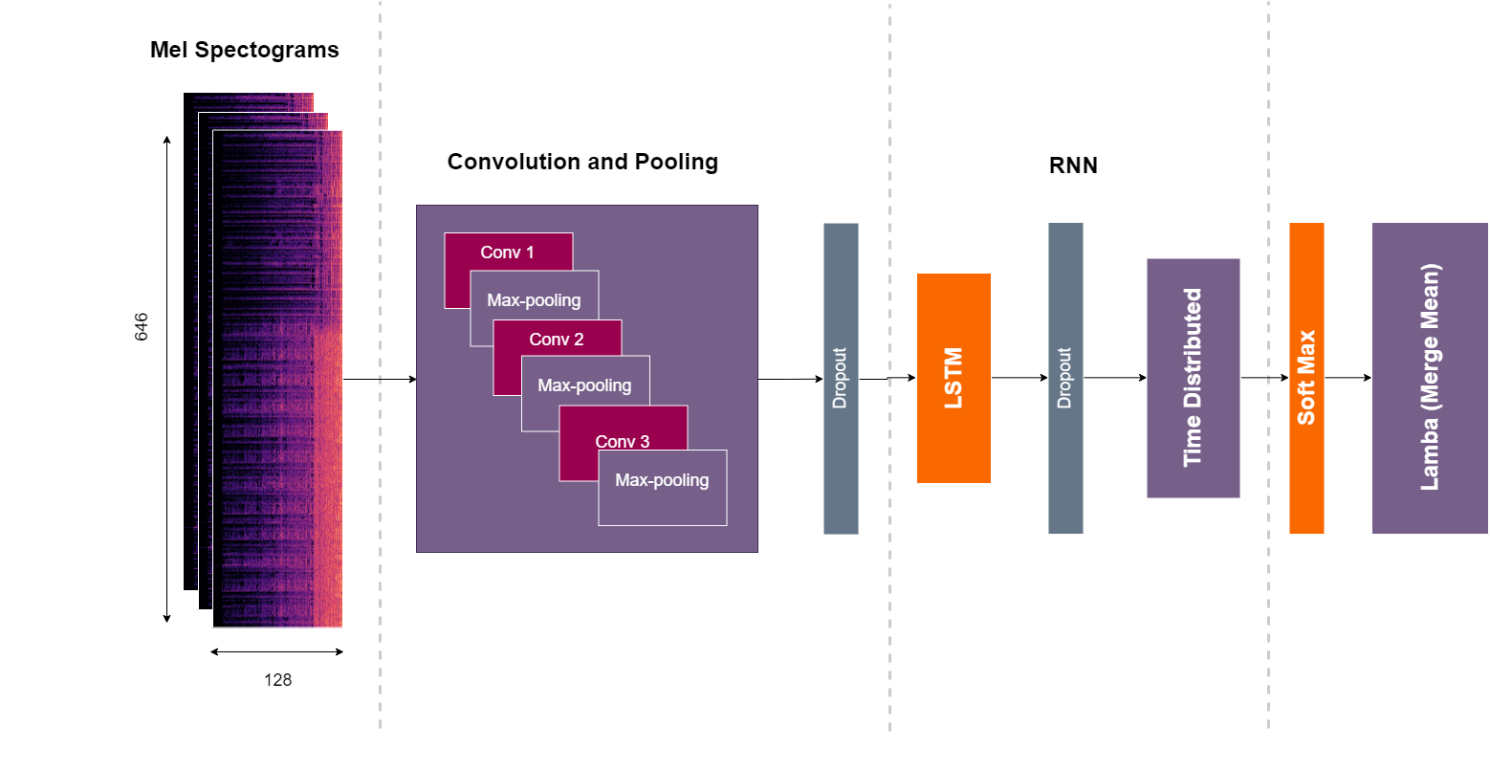 Mel Spectograms
646
128
Convolution and Pooling
Conv 1
Max-pooling
Conv 2
Max-pooling
Conv 3
Max-pooling
Dropout
RNN
LSTM
Dropout
Time Distributed
Soft Max
Lamba (Merge Mean)